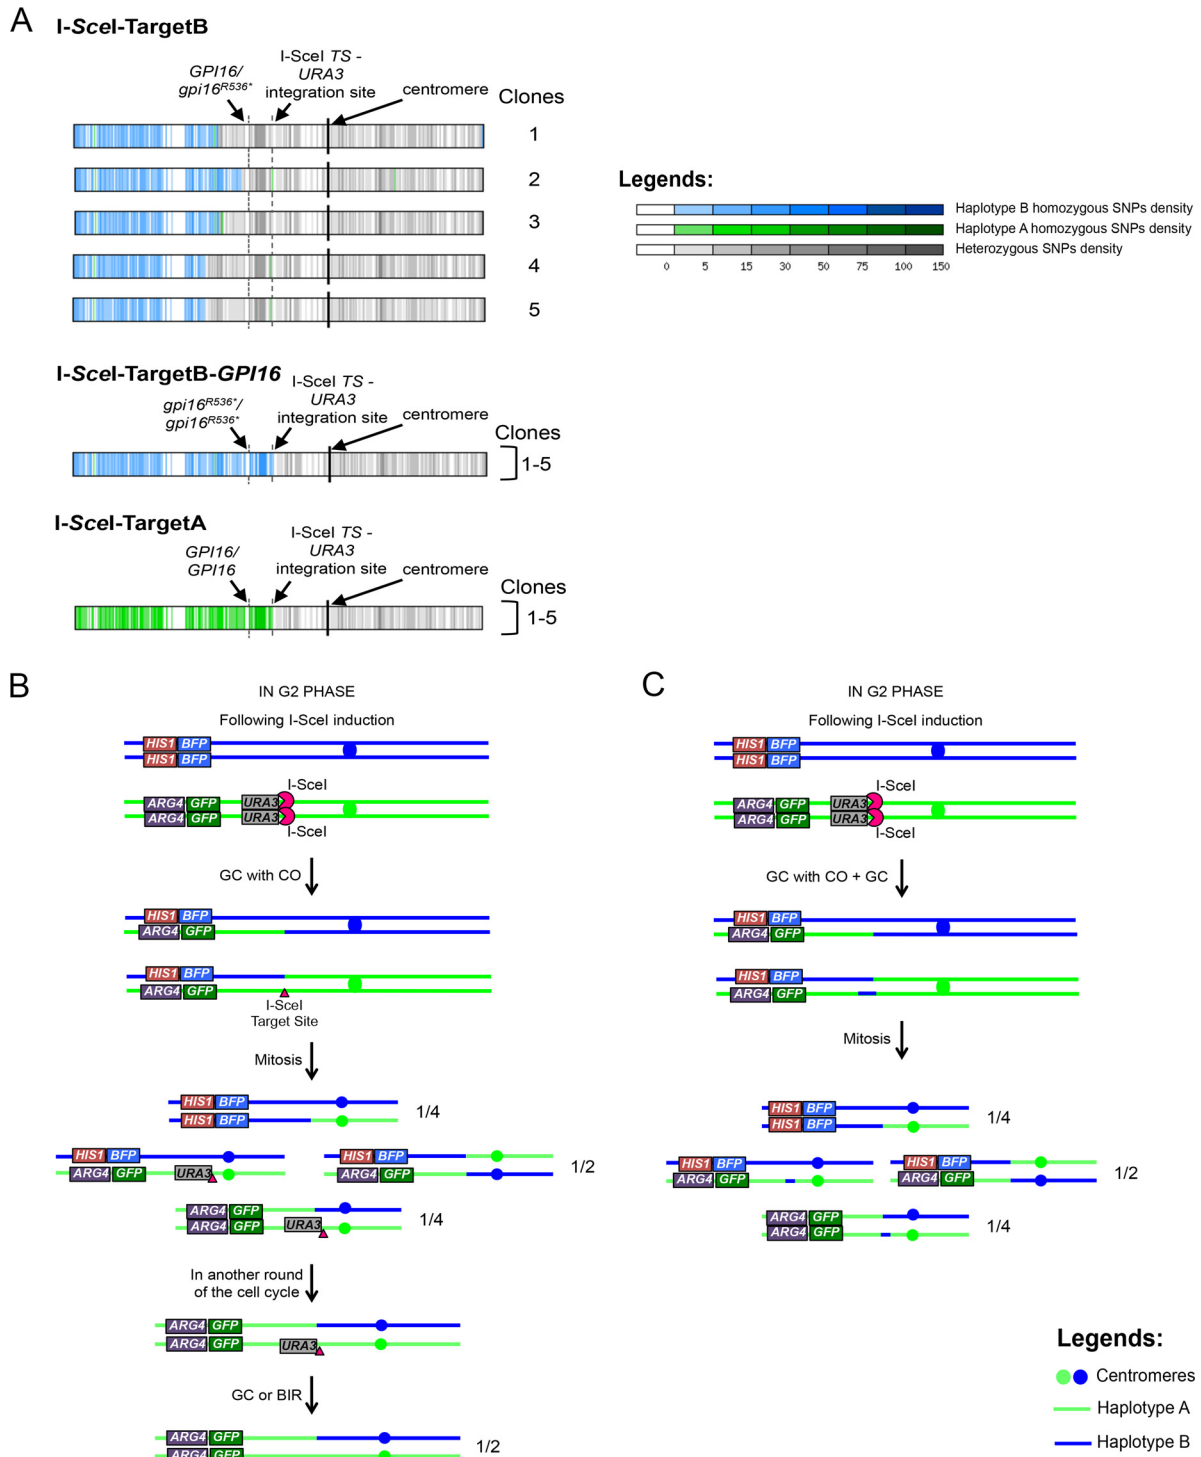 A
I-SceI-TargetB
GPI16/
gpi16R536*
I-SceI TS -
URA3
integration site
centromere
Clones
1
2
3
4
5
Legends:
Haplotype B homozygous SNPs density
Haplotype A homozygous SNPs density
Heterozygous SNPs density
0 5 15 30 50 75 100 150
I-SceI-TargetB-GPI16
gpi16R536*/
gpi16R536*
I-SceI TS -
URA3
integration site
centromere
Clones
1-5
I-SceI-TargetA
GPI16/
GPI16
I-SceI TS -
URA3
integration site
centromere
Clones
1-5
B
IN G2 PHASE
Following I-SceI induction
HIS1 BFP
HIS1 BFP
I-SceI
ARG4 GFP URA3
ARG4 GFP URA3
I-SceI
GC with CO
HIS1 BFP
ARG4 GFP
HIS1 BFP
ARG4 GFP
I-SceI
Target Site
Mitosis
HIS1 BFP
HIS1 BFP
1/4
HIS1 BFP
ARG4 GFP URA3
HIS1 BFP
ARG4 GFP
1/2
ARG4 GFP
ARG4 GFP URA3
1/4
In another round
of the cell cycle
ARG4 GFP
ARG4 GFP URA3
GC or BIR
ARG4 GFP
ARG4 GFP
1/2
C
IN G2 PHASE
Following I-SceI induction
HIS1 BFP
HIS1 BFP
I-SceI
ARG4 GFP URA3
ARG4 GFP URA3
I-SceI
GC with CO + GC
HIS1 BFP
ARG4 GFP
HIS1 BFP
ARG4 GFP
Mitosis
HIS1 BFP
HIS1 BFP
1/4
HIS1 BFP
ARG4 GFP
HIS1 BFP
ARG4 GFP
1/2
ARG4 GFP
ARG4 GFP
1/4
Legends:
Centromeres
Haplotype A
Haplotype B